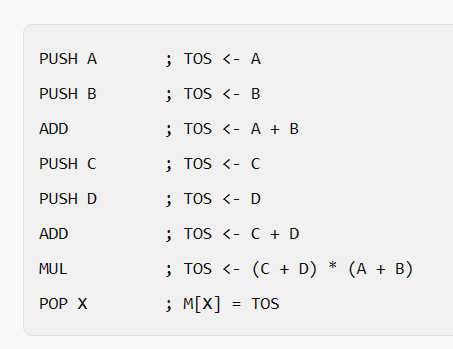 PUSH A ; TOS <- A
PUSH B ; TOS <- B
ADD ; TOS <- A + B
PUSH C ; TOS <- C
PUSH D ; TOS <- D
ADD ; TOS <- C + D
MUL ; TOS <- (C + D) * (A + B)
POP X ; M[X] = TOS